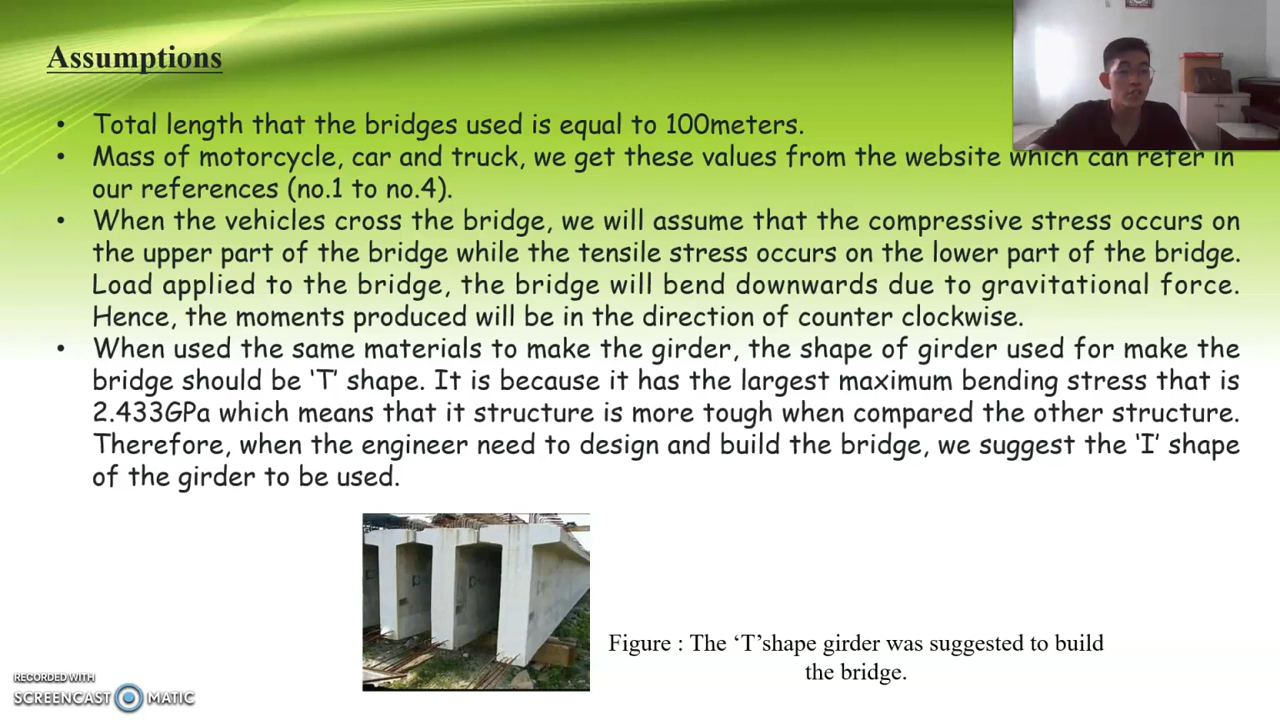 Assumptions
• Total length that the bridges used is equal to 100meters.
• Mass of motorcycle, car and truck, we get these values from the website which can refer in
our references (no.1 to no.4).
• When the vehicles cross the bridge, we will assume that the compressive stress occurs on
the upper part of the bridge while the tensile stress occurs on the lower part of the bridge.
Load applied to the bridge, the bridge will bend downwards due to gravitational force.
Hence, the moments produced will be in the direction of counter clockwise.
• When used the same materials to make the girder, the shape of girder used for make the
bridge should be ‘T’ shape. It is because it has the largest maximum bending stress that is
2.433GPa which means that it structure is more tough when compared the other structure.
Therefore, when the engineer need to design and build the bridge, we suggest the ‘I’ shape
of the girder to be used.
Figure : The ‘T’shape girder was suggested to build
the bridge.
RECORDED WITH
SCREENCAST MATIC